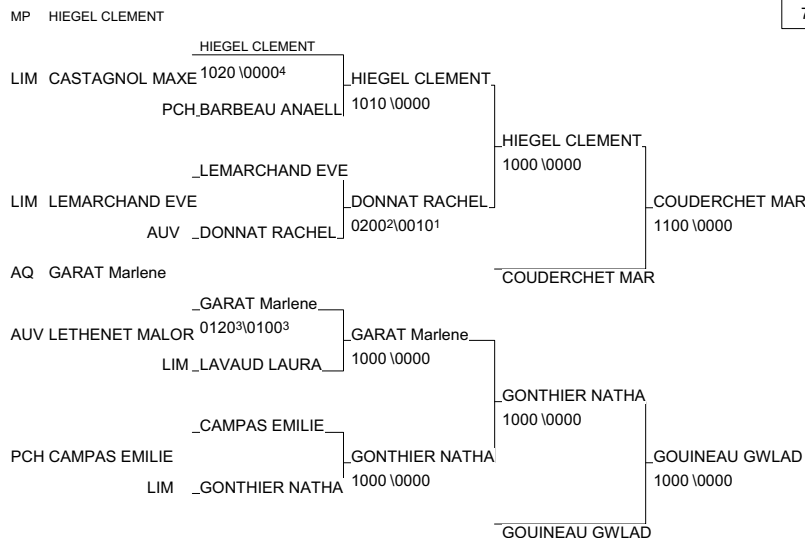 MP HIEGEL CLEMENT
7
HIEGEL CLEMENT
LIM CASTAGNOL MAXE 1020 \0000⁴ HIEGEL CLEMENT
PCH BARBEAU ANAELL 1010 \0000
HIEGEL CLEMENT
1000 \0000
LEMARCHAND EVE
LIM LEMARCHAND EVE DONNAT RACHEL COUDERCHET MAR
AUV DONNAT RACHEL 0200²\0010¹ 1100 \0000
AQ GARAT Marlene COUDERCHET MAR
GARAT Marlene
AUV LETHENET MALOR 0120³\0100³ GARAT Marlene
LIM LAVAUD LAURA 1000 \0000
GONTHIER NATHA
1000 \0000
CAMPAS EMILIE
PCH CAMPAS EMILIE GONTHIER NATHA GOUINEAU GWLAD
LIM GONTHIER NATHA 1000 \0000 1000 \0000
GOUINEAU GWLAD